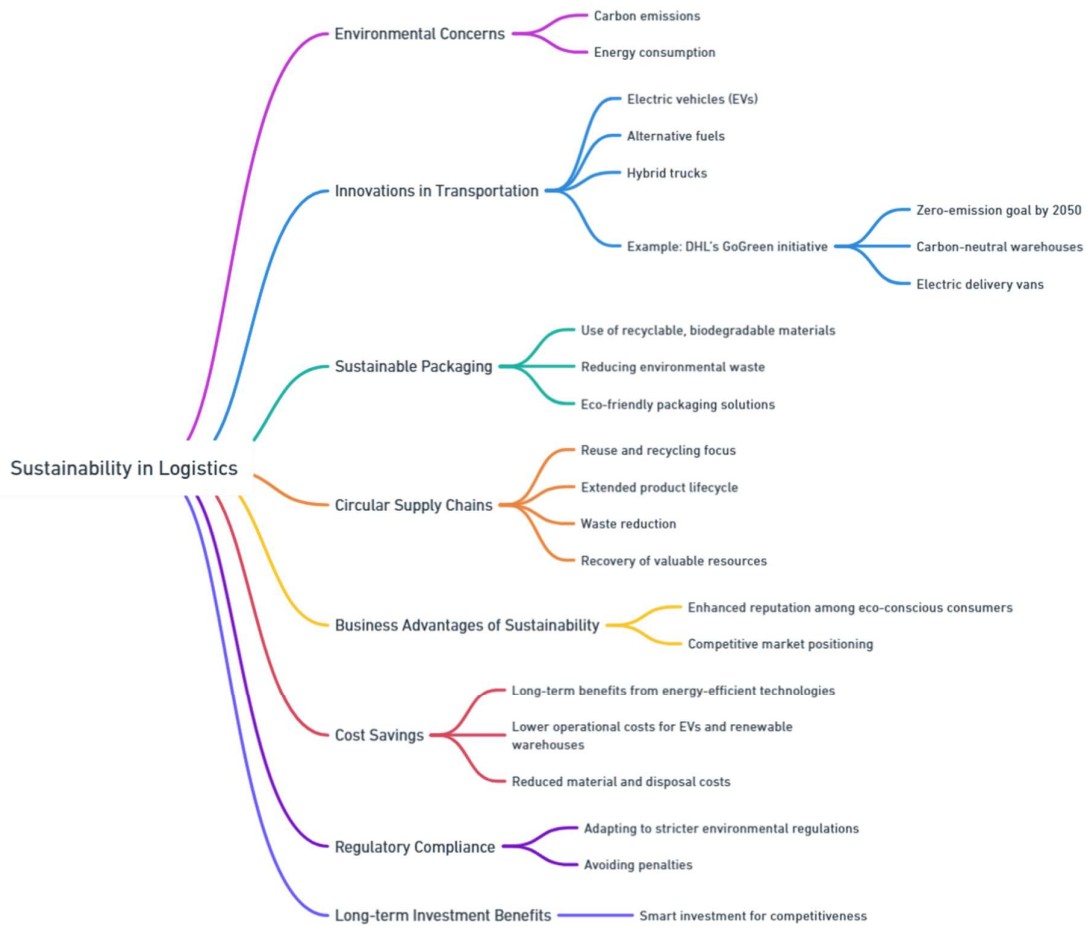 Carbon emissions
Environmental Concerns
Energy consumption
Electric vehicles (EVs)
Alternative fuels
Hybrid trucks
Innovations in Transportation
Zero-emission goal by 2050
Example: DHL's GoGreen initiative
Carbon-neutral warehouses
Electric delivery vans
Use of recyclable, biodegradable materials
Sustainable Packaging
Reducing environmental waste
Eco-friendly packaging solutions
Sustainability in Logistics
Reuse and recycling focus
Extended product lifecycle
Circular Supply Chains
Waste reduction
Recovery of valuable resources
Enhanced reputation among eco-conscious consumers
Business Advantages of Sustainability
Competitive market positioning
Long-term benefits from energy-efficient technologies
Cost Savings
Lower operational costs for EVs and renewable
warehouses
Reduced material and disposal costs
Adapting to stricter environmental regulations
Regulatory Compliance
Avoiding penalties
Long-term Investment Benefits
Smart investment for competitiveness